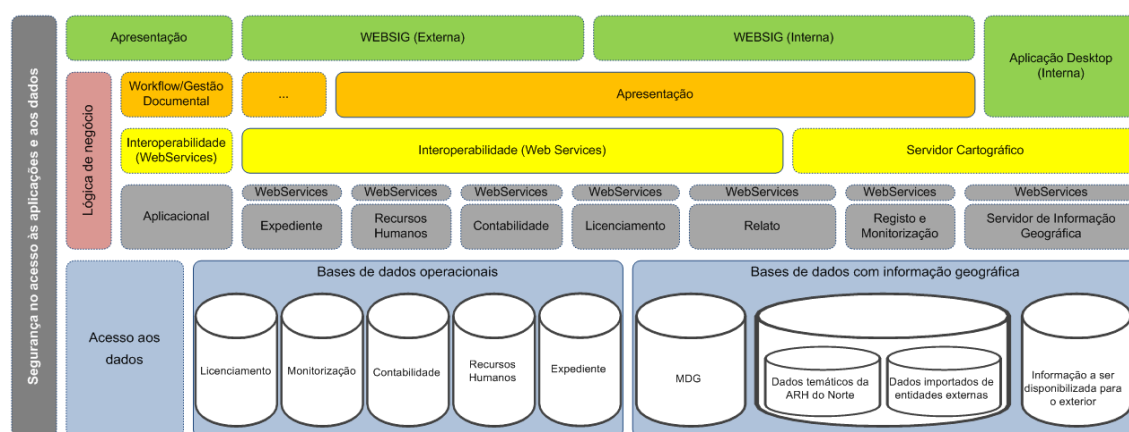 Segurança no acesso às aplicações e aos dados
Apresentação
WEBSIG (Externa)
WEBSIG (Interna)
Aplicação Desktop
(Interna)
Lógica de negócio
Workflow/Gestão
Documental
...
Apresentação
Interoperabilidade
(WebServices)
Interoperabilidade (Web Services)
Servidor Cartográfico
Aplicacional
WebServices
Expediente
WebServices
Recursos
Humanos
WebServices
Contabilidade
WebServices
Licenciamento
WebServices
Relato
WebServices
Registo e
Monitorização
WebServices
Servidor de Informação
Geográfica
Acesso aos
dados
Bases de dados operacionais
Licenciamento
Monitorização
Contabilidade
Recursos
Humanos
Expediente
Bases de dados com informação geográfica
MDG
Dados temáticos da
ARH do Norte
Dados importados de
entidades externas
Informação a ser
disponibilizada para
o exterior